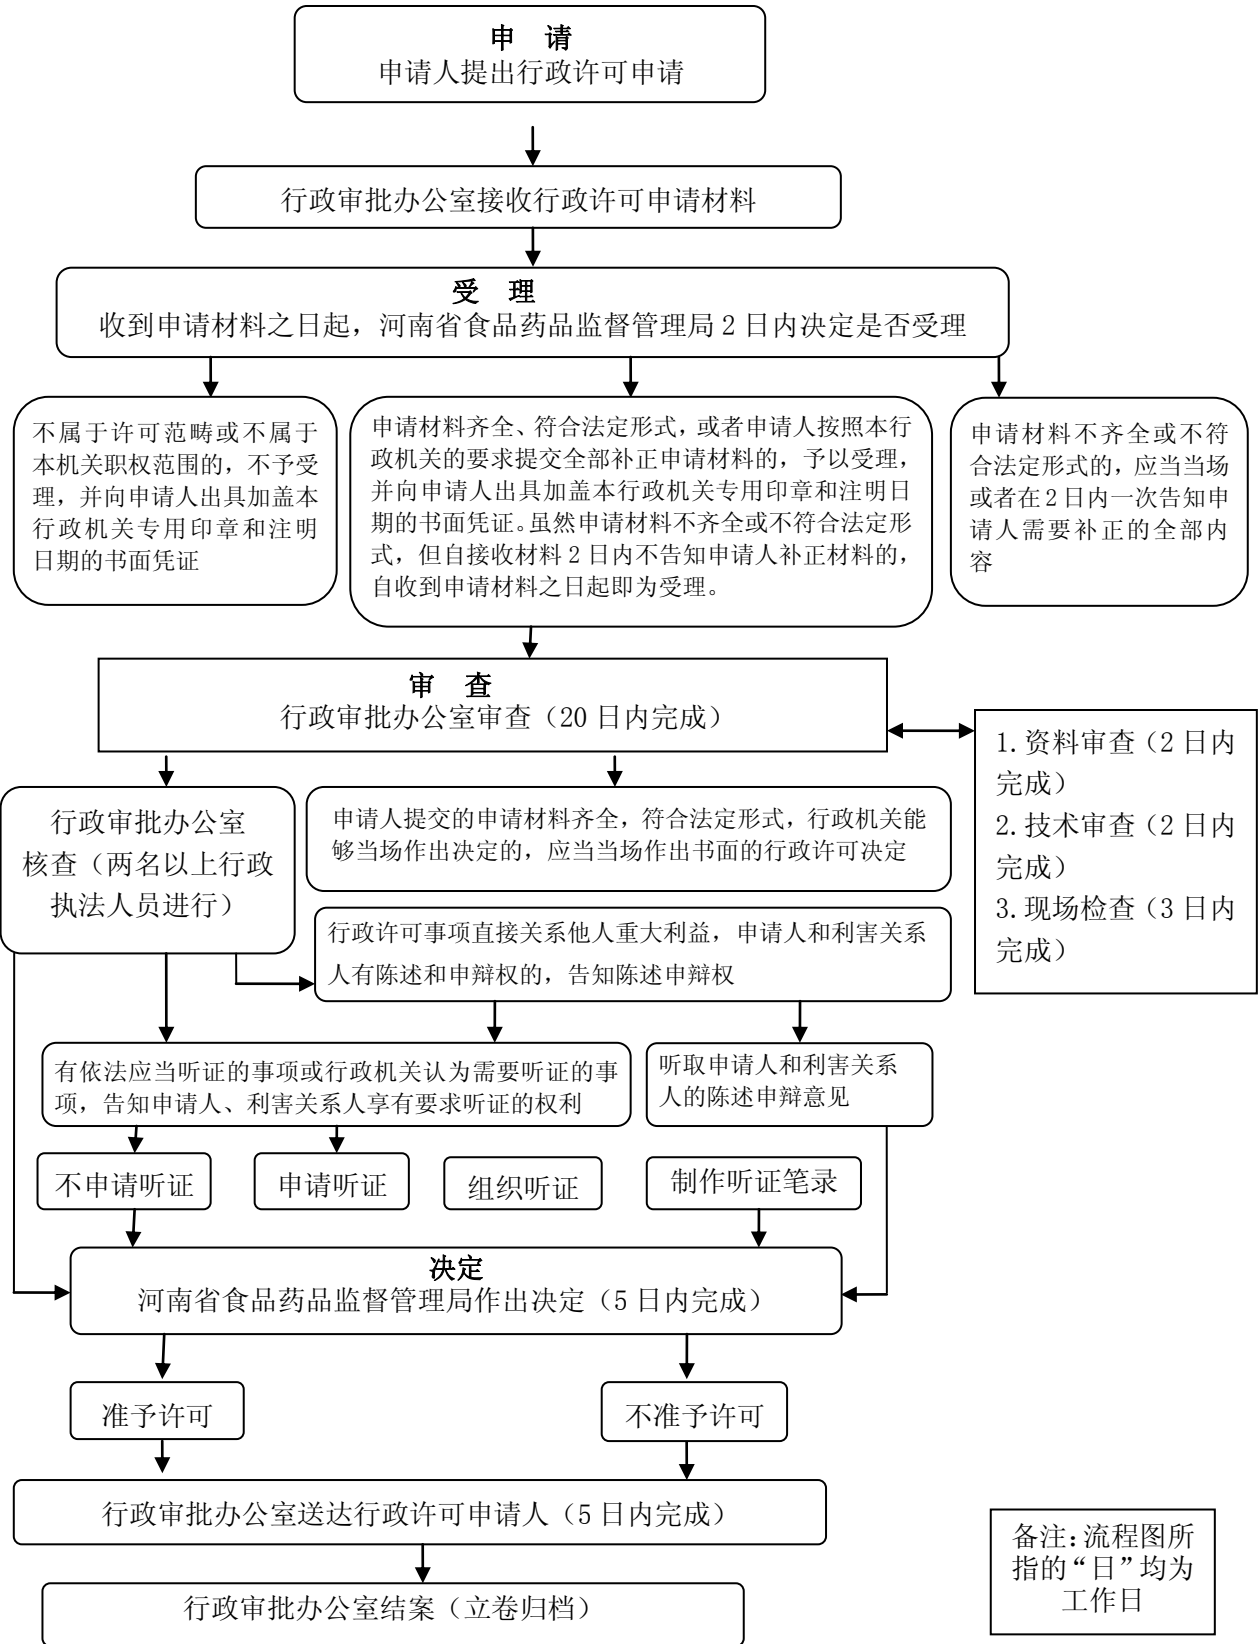 申 请
申请人提出行政许可申请
行政审批办公室接收行政许可申请材料
受 理
收到申请材料之日起，河南省食品药品监督管理局 2 日内决定是否受理
不属于许可范畴或不属于
本机关职权范围的，不予受
理，并向申请人出具加盖本
行政机关专用印章和注明
日期的书面凭证
申请材料齐全、符合法定形式，或者申请人按照本行
政机关的要求提交全部补正申请材料的，予以受理，
并向申请人出具加盖本行政机关专用印章和注明日
期的书面凭证。虽然申请材料不齐全或不符合法定形
式，但自接收材料 2 日内不告知申请人补正材料的，
自收到申请材料之日起即为受理。
申请材料不齐全或不符
合法定形式的，应当当场
或者在 2 日内一次告知申
请人需要补正的全部内
容
审 查
行政审批办公室审查（20 日内完成）
1.资料审查（2 日内
完成）
2.技术审查（2 日内
完成）
3.现场检查（3 日内
完成）
行政审批办公室
核查（两名以上行政
执法人员进行）
申请人提交的申请材料齐全，符合法定形式，行政机关能
够当场作出决定的，应当当场作出书面的行政许可决定
行政许可事项直接关系他人重大利益，申请人和利害关系
人有陈述和申辩权的，告知陈述申辩权
有依法应当听证的事项或行政机关认为需要听证的事
项，告知申请人、利害关系人享有要求听证的权利
听取申请人和利害关系
人的陈述申辩意见
不申请听证
申请听证
组织听证
制作听证笔录
决定
河南省食品药品监督管理局作出决定（5 日内完成）
准予许可
不准予许可
行政审批办公室送达行政许可申请人（5 日内完成）
行政审批办公室结案（立卷归档）
备注：流程图所
指的“日”均为
工作日